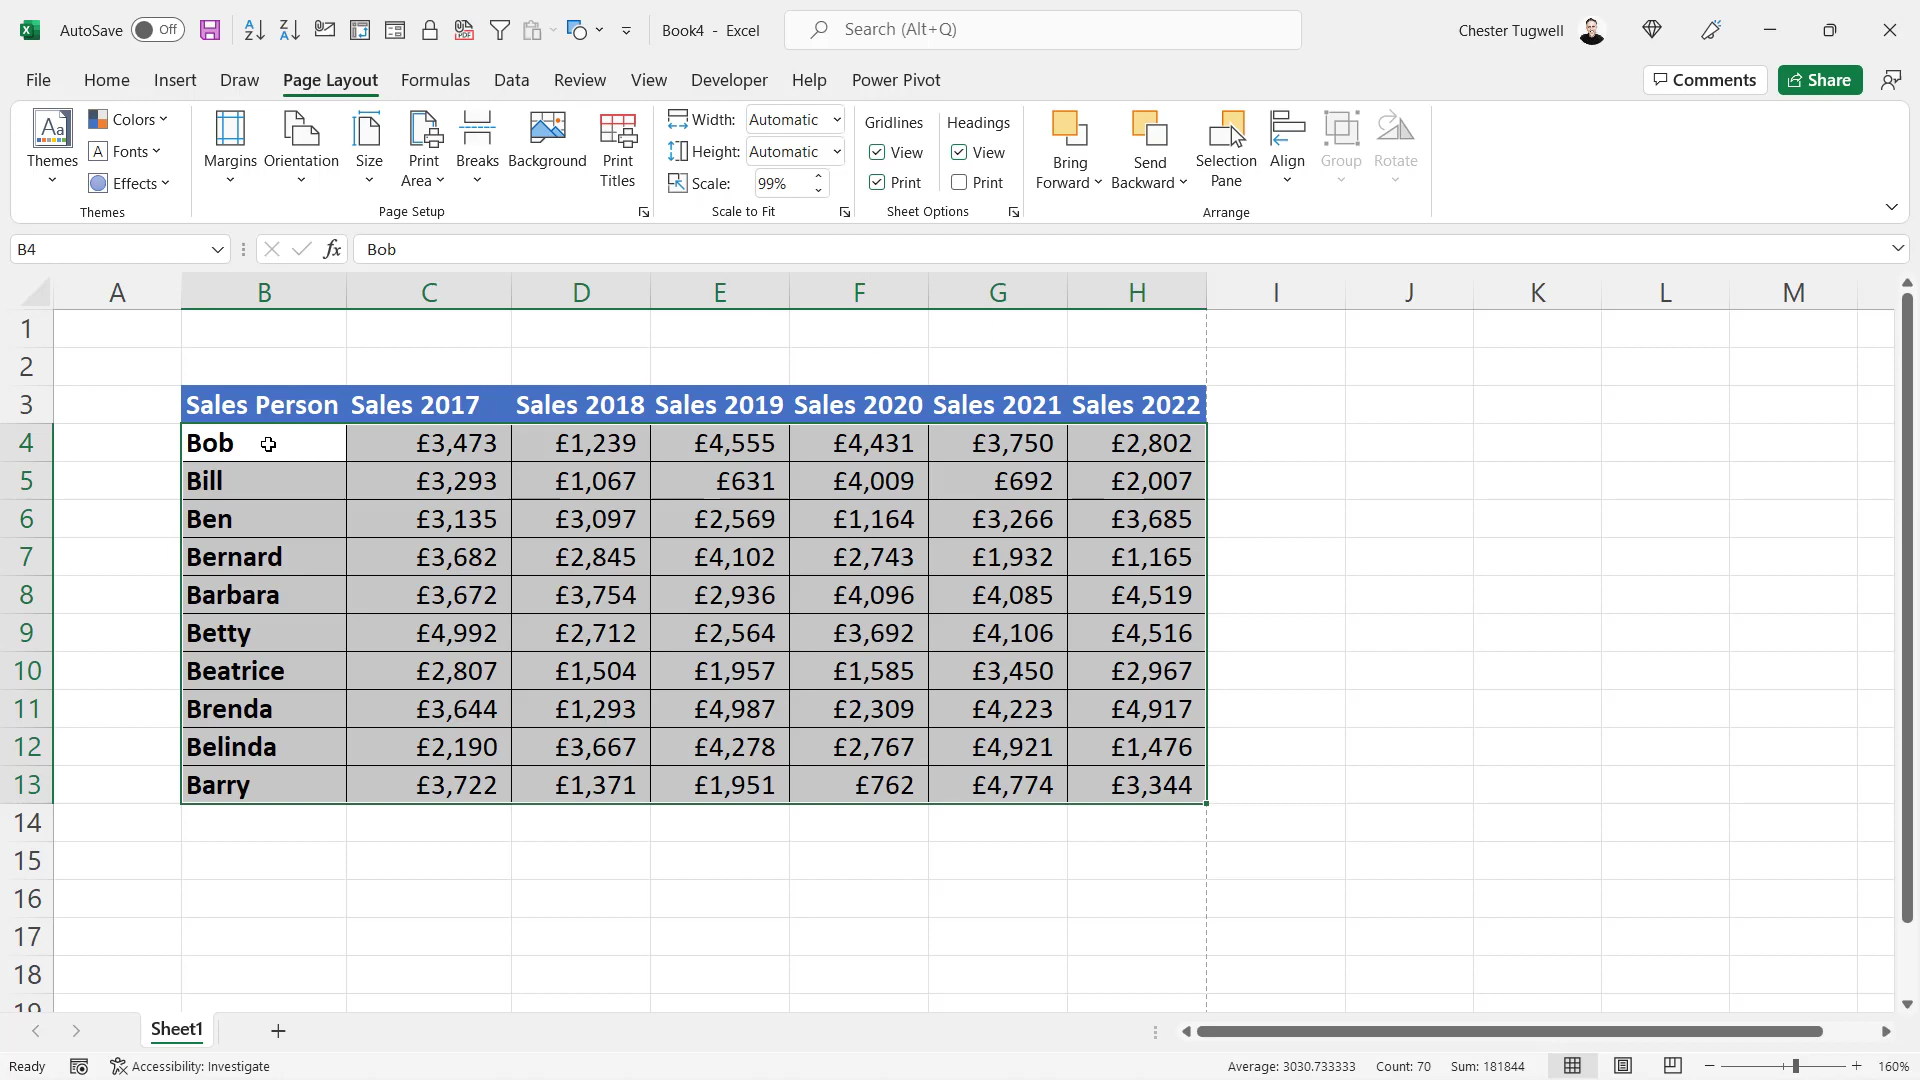 AutoSave Off Book4 - Excel Search (Alt+Q) Chester Tugwell
File Home Insert Draw Page Layout Formulas Data Review View Developer Help Power Pivot Comments Share
Themes Colors Fonts Effects
Themes
Margins Orientation Size Print Area Breaks Background Print Titles
Page Setup
Width: Automatic
Height: Automatic
Scale: 99%
Scale to Fit
Gridlines Headings
View View
Print Print
Sheet Options
Bring Forward Send Backward Selection Pane Align Group Rotate
Arrange
B4 fx Bob
A B C D E F G H I J K L M
1
2
3 Sales Person Sales 2017 Sales 2018 Sales 2019 Sales 2020 Sales 2021 Sales 2022
4 Bob £3,473 £1,239 £4,555 £4,431 £3,750 £2,802
5 Bill £3,293 £1,067 £631 £4,009 £692 £2,007
6 Ben £3,135 £3,097 £2,569 £1,164 £3,266 £3,685
7 Bernard £3,682 £2,845 £4,102 £2,743 £1,932 £1,165
8 Barbara £3,672 £3,754 £2,936 £4,096 £4,085 £4,519
9 Betty £4,992 £2,712 £2,564 £3,692 £4,106 £4,516
10 Beatrice £2,807 £1,504 £1,957 £1,585 £3,450 £2,967
11 Brenda £3,644 £1,293 £4,987 £2,309 £4,223 £4,917
12 Belinda £2,190 £3,667 £4,278 £2,767 £4,921 £1,476
13 Barry £3,722 £1,371 £1,951 £762 £4,774 £3,344
14
15
16
17
18
19
Sheet1
Ready Accessibility: Investigate Average: 3030.733333 Count: 70 Sum: 181844 160%